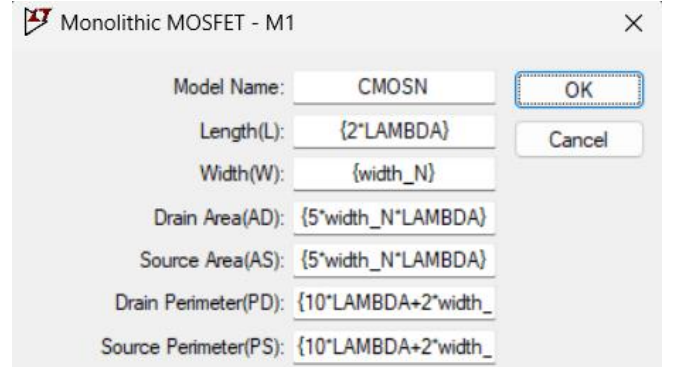 Monolithic MOSFET - M1
Model Name: CMOSN OK
Length(L): {2*LAMBDA} Cancel
Width(W): {width_N}
Drain Area(AD): {5*width_N*LAMBDA}
Source Area(AS): {5*width_N*LAMBDA}
Drain Perimeter(PD): {10*LAMBDA+2*width_
Source Perimeter(PS): {10*LAMBDA+2*width_